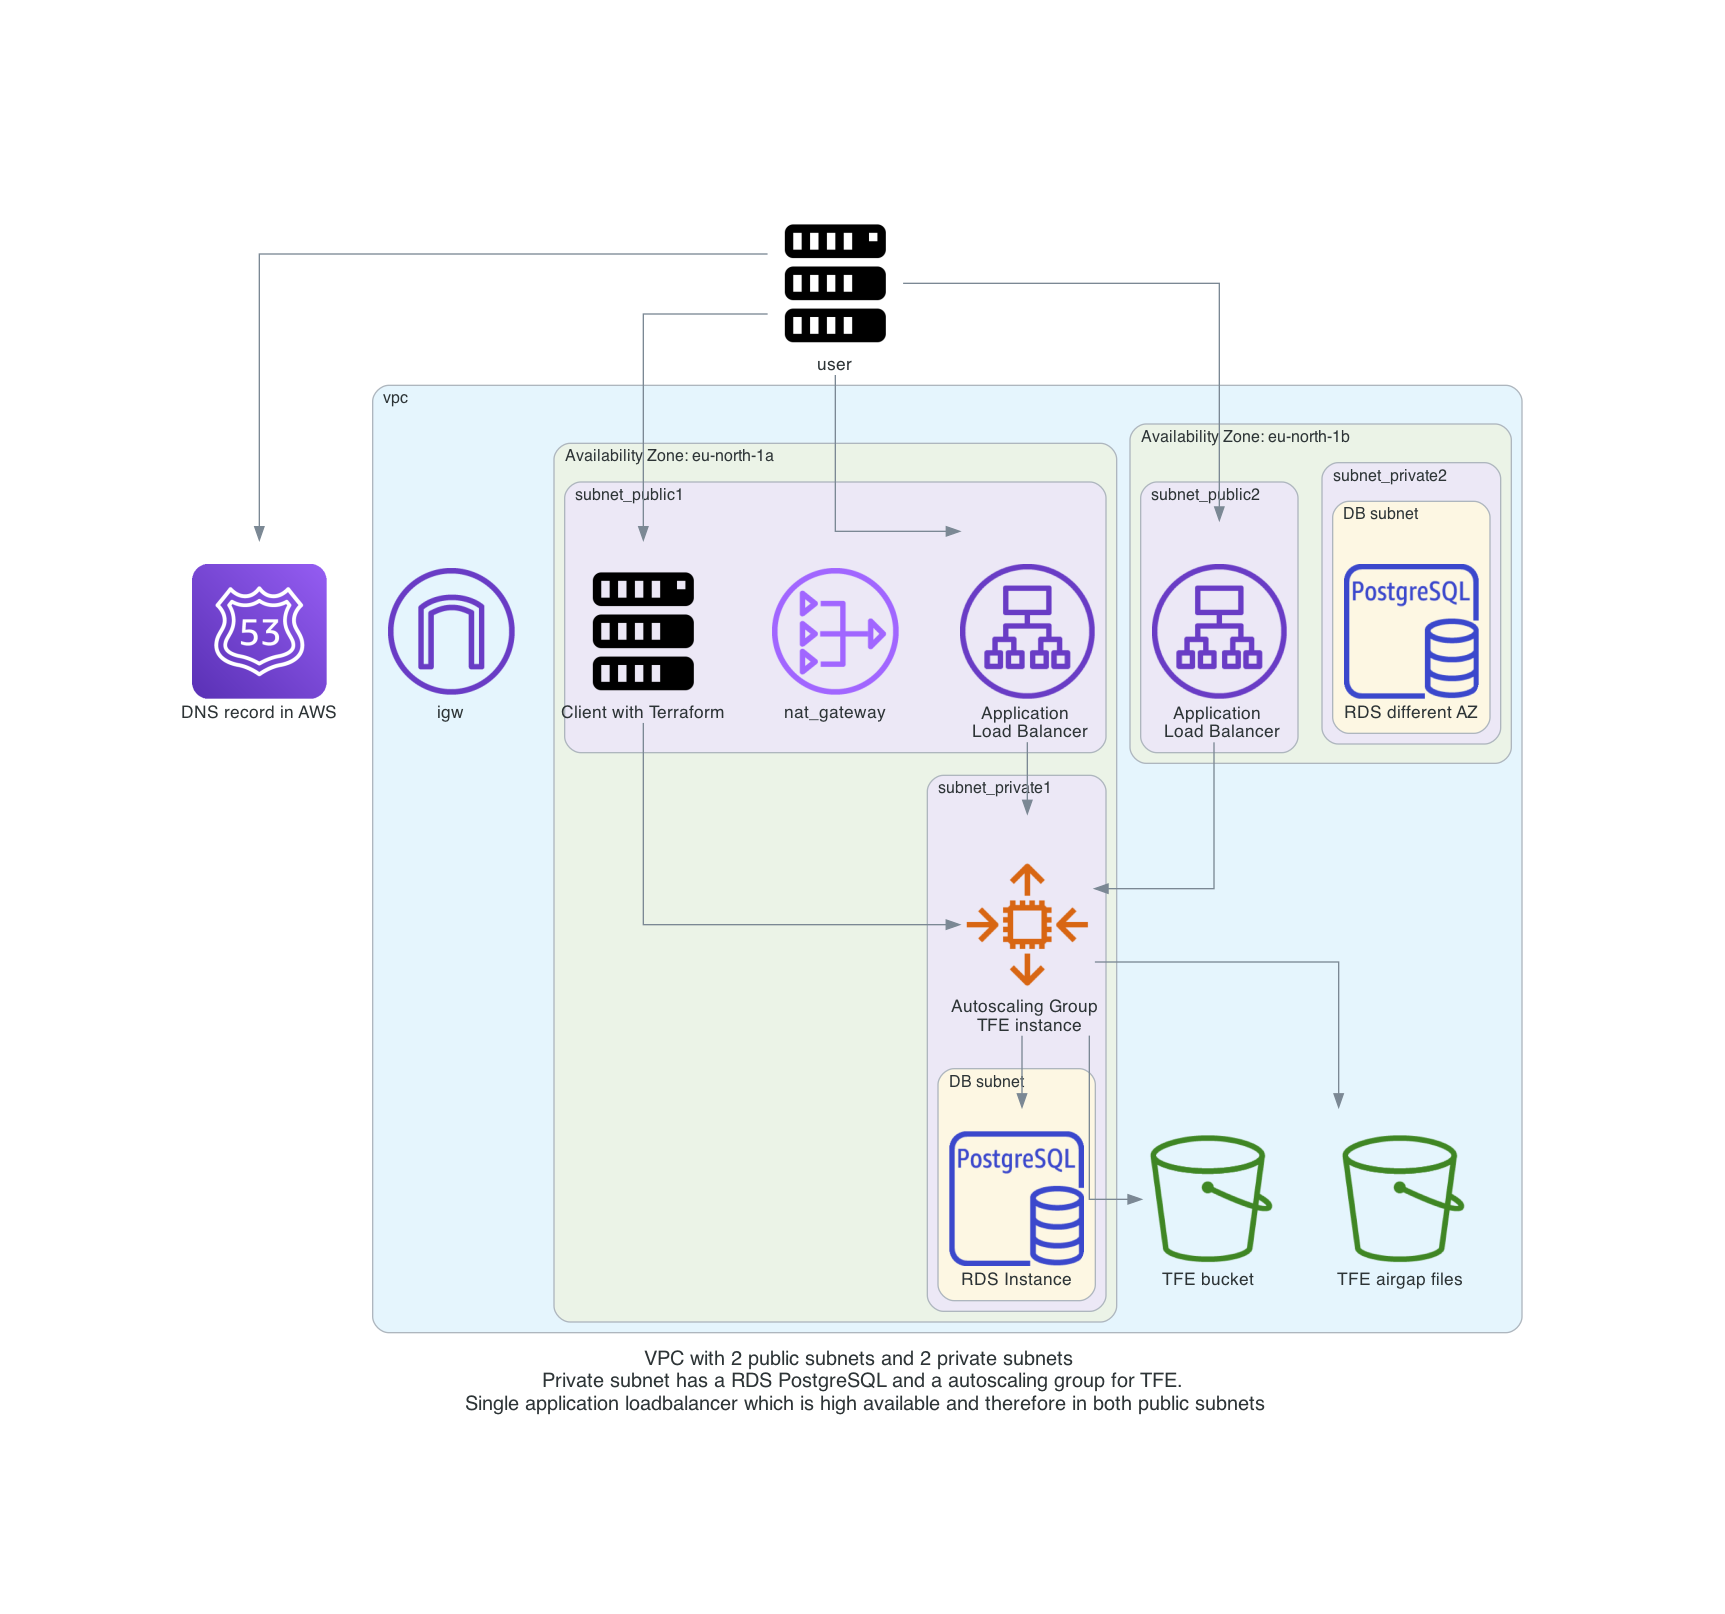 user
vpc
Availability Zone: eu-north-1a
Availability Zone: eu-north-1b
subnet_public1
subnet_public2
subnet_private2
DB subnet
53
PostgreSQL
DNS record in AWS
igw
Client with Terraform
nat_gateway
Application
Load Balancer
Application
Load Balancer
RDS different AZ
subnet_private1
Autoscaling Group
TFE instance
DB subnet
PostgreSQL
RDS Instance
TFE bucket
TFE airgap files
VPC with 2 public subnets and 2 private subnets
Private subnet has a RDS PostgreSQL and a autoscaling group for TFE.
Single application loadbalancer which is high available and therefore in both public subnets